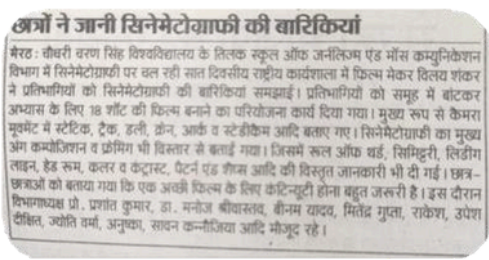 छात्रों ने जानी सिनेमेटोग्राफी की बारिकियां
मेरठ: चौधरी चरण सिंह विश्वविद्यालय के तिलक स्कूल ऑफ जर्नलिज्म एंड मॉस कम्युनिकेशन
विभाग में सिनेमेटोग्राफी पर चल रही सात दिवसीय राष्ट्रीय कार्यशाला में फिल्म मेकर विलय शंकर
ने प्रतिभागियों को सिनेमेटोग्राफी की बारिकियां समझाई। प्रतिभागियों को समूह में बांटकर
अभ्यास के लिए 18 शॉट की फिल्म बनाने का परियोजना कार्य दिया गया। मुख्य रूप से कैमरा
मूवमेंट में स्टेटिक, ट्रैक, डली, क्रेन, आर्क व स्टेडीकैम आदि बताए गए। सिनेमेटोग्राफी का मुख्य
अंग कम्पोजिशन व फ्रेमिंग भी विस्तार से बताई गया। जिसमें रूल ऑफ थर्ड, सिमिट्री, लिडींग
लाइन, हेड रूम, कलर व कंट्रास्ट, पैटर्न एंड शैप्स आदि की विस्तृत जानकारी भी दी गई। छात्र-
छात्राओं को बताया गया कि एक अच्छी फिल्म के लिए कंटिन्यूटी होना बहुत जरूरी है। इस दौरान
विभागाध्यक्ष प्रो. प्रशांत कुमार, डा. मनोज श्रीवास्तव, बीनम यादव, मितेंद्र गुप्ता, राकेश, उपेश
दीक्षित, ज्योति वर्मा, अनुष्का, सावन कन्नौजिया आदि मौजूद रहे।